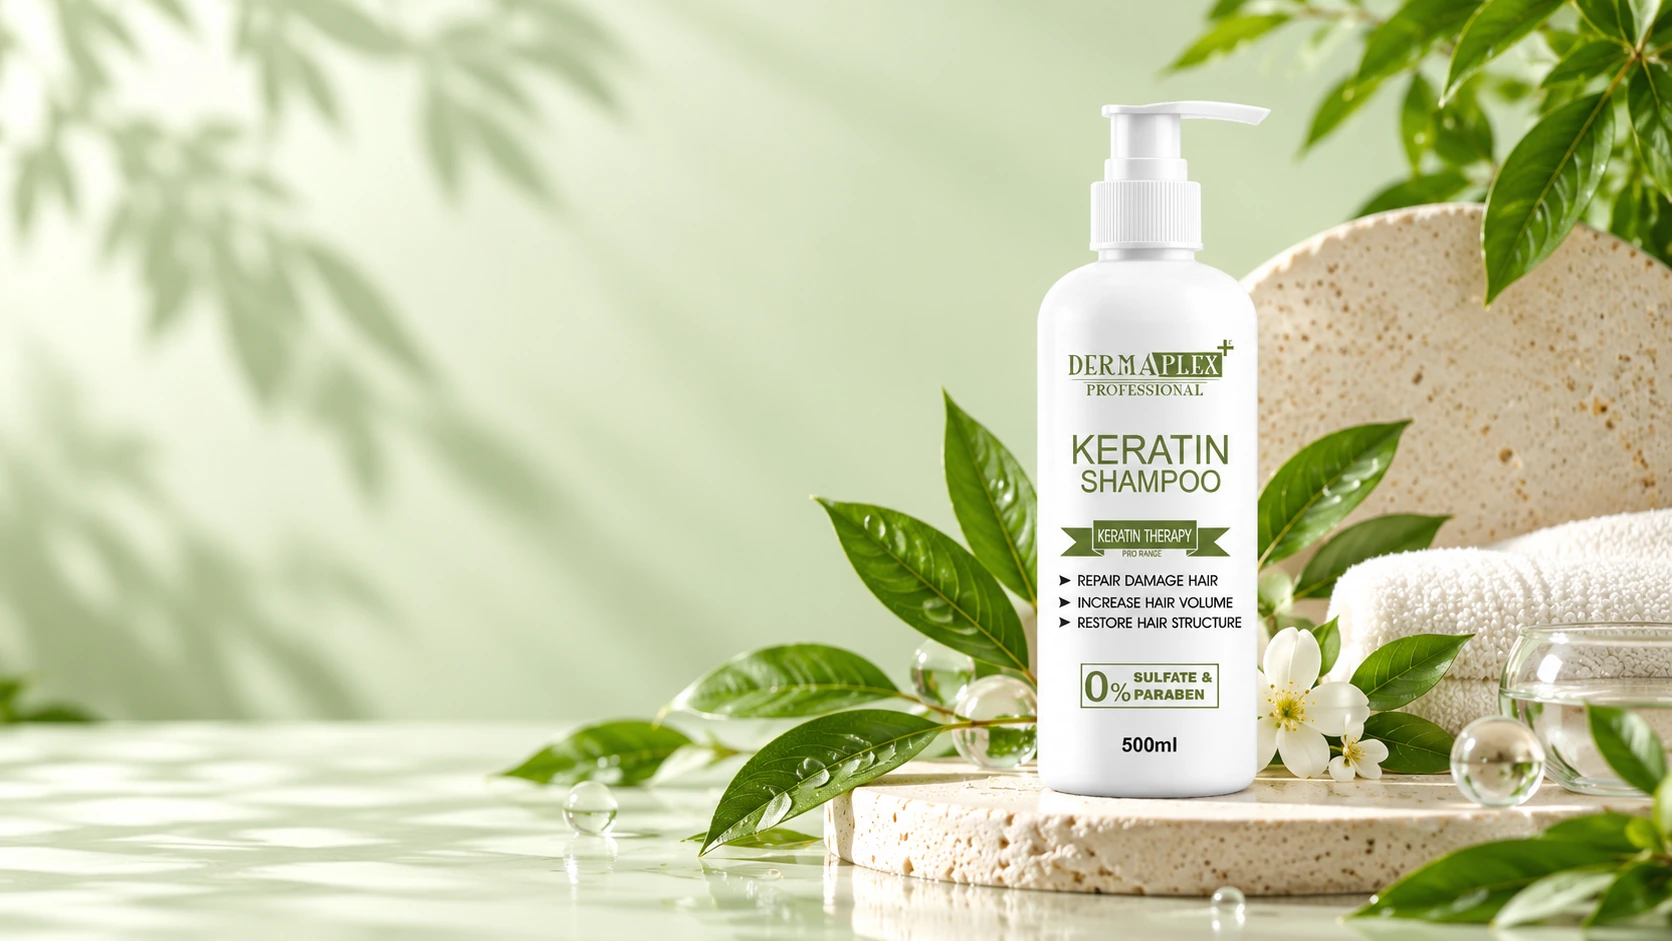 DERMAPLEX+
PROFESSIONAL
KERATIN
SHAMPOO
KERATIN THERAPY
PRO RANGE
➤ REPAIR DAMAGE HAIR
➤ INCREASE HAIR VOLUME
➤ RESTORE HAIR STRUCTURE
0% SULFATE &
PARABEN
500ml